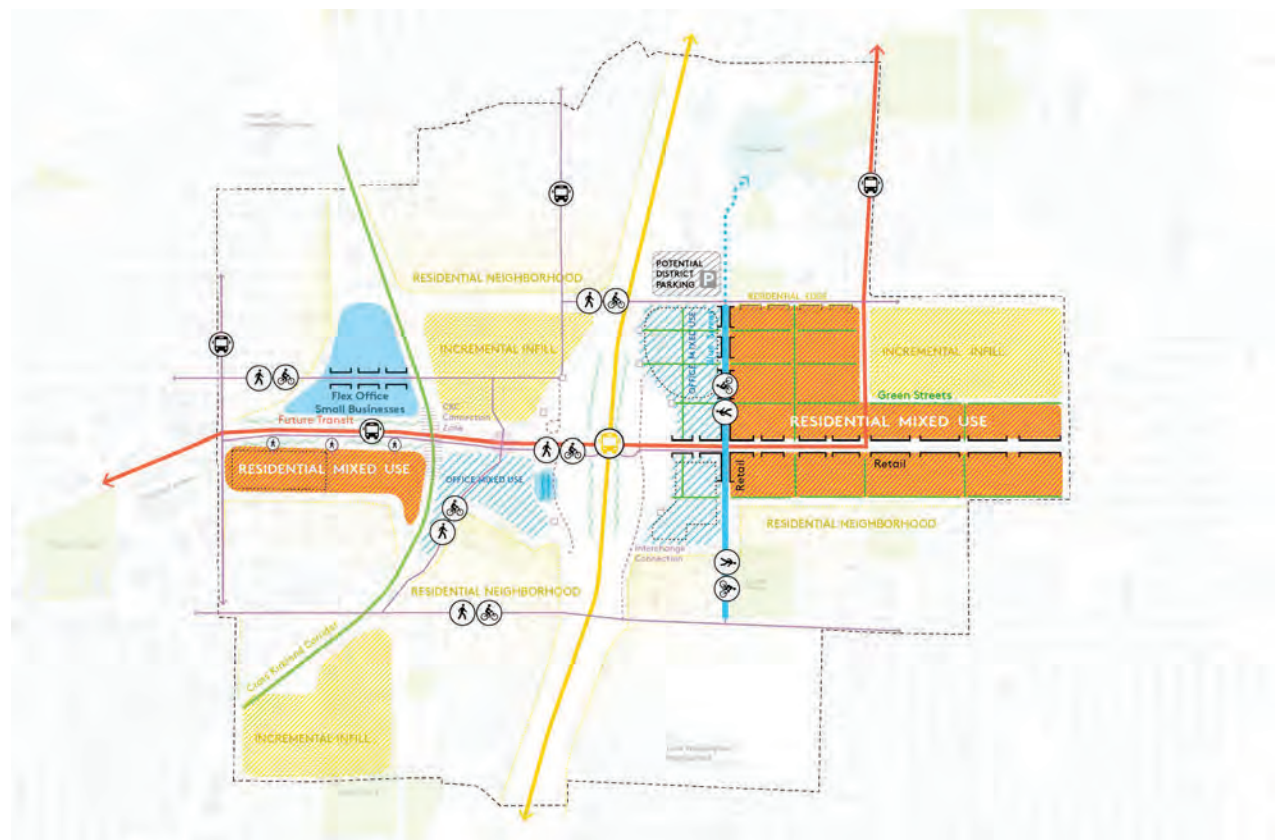 RESIDENTIAL NEIGHBORHOOD
POTENTIAL
DISTRICT
PARKING
P
RESIDENTIAL EDGE
INCREMENTAL INFILL
OFFICE MIXED USE
Blue Street
INCREMENTAL INFILL
Flex Office
Small Businesses
Green Streets
CKC
Connection
Zone
Future Transit
RESIDENTIAL MIXED USE
RESIDENTIAL MIXED USE
OFFICE MIXED USE
Retail
Retail
RESIDENTIAL NEIGHBORHOOD
Interchange
Connection
RESIDENTIAL NEIGHBORHOOD
Cross Kirkland Corridor
INCREMENTAL INFILL